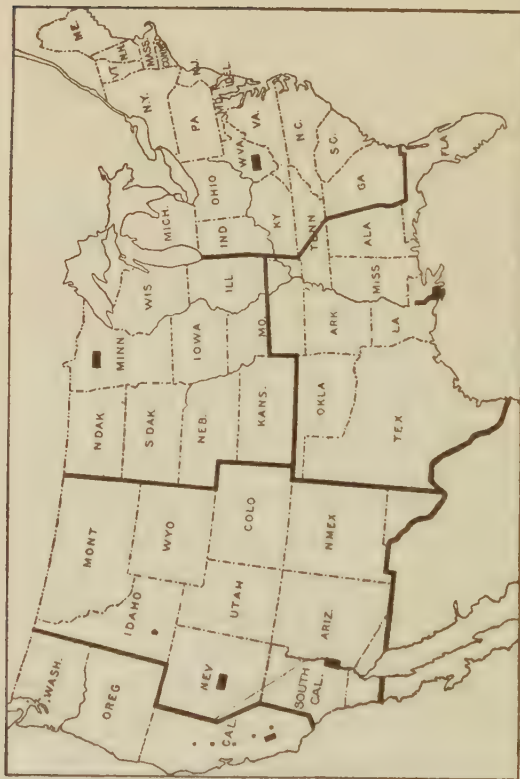 WASH.
OREG
CAL.
NEV
SOUTH
CAL.
IDAHO
MONT
WYO
UTAH
COLO
ARIZ.
N.MEX
N DAK
S DAK
NEB.
KANS.
OKLA
TEX
MINN
IOWA
MO.
ARK
LA
WIS
ILL
MISS
MICH.
IND
OHIO
KY
TENN
ALA
GA
FLA
S.C.
N.C.
VA.
W.VA
PA
N.Y.
N.J.
MD
DEL
VT.
N.H.
MASS
CONN
ME.